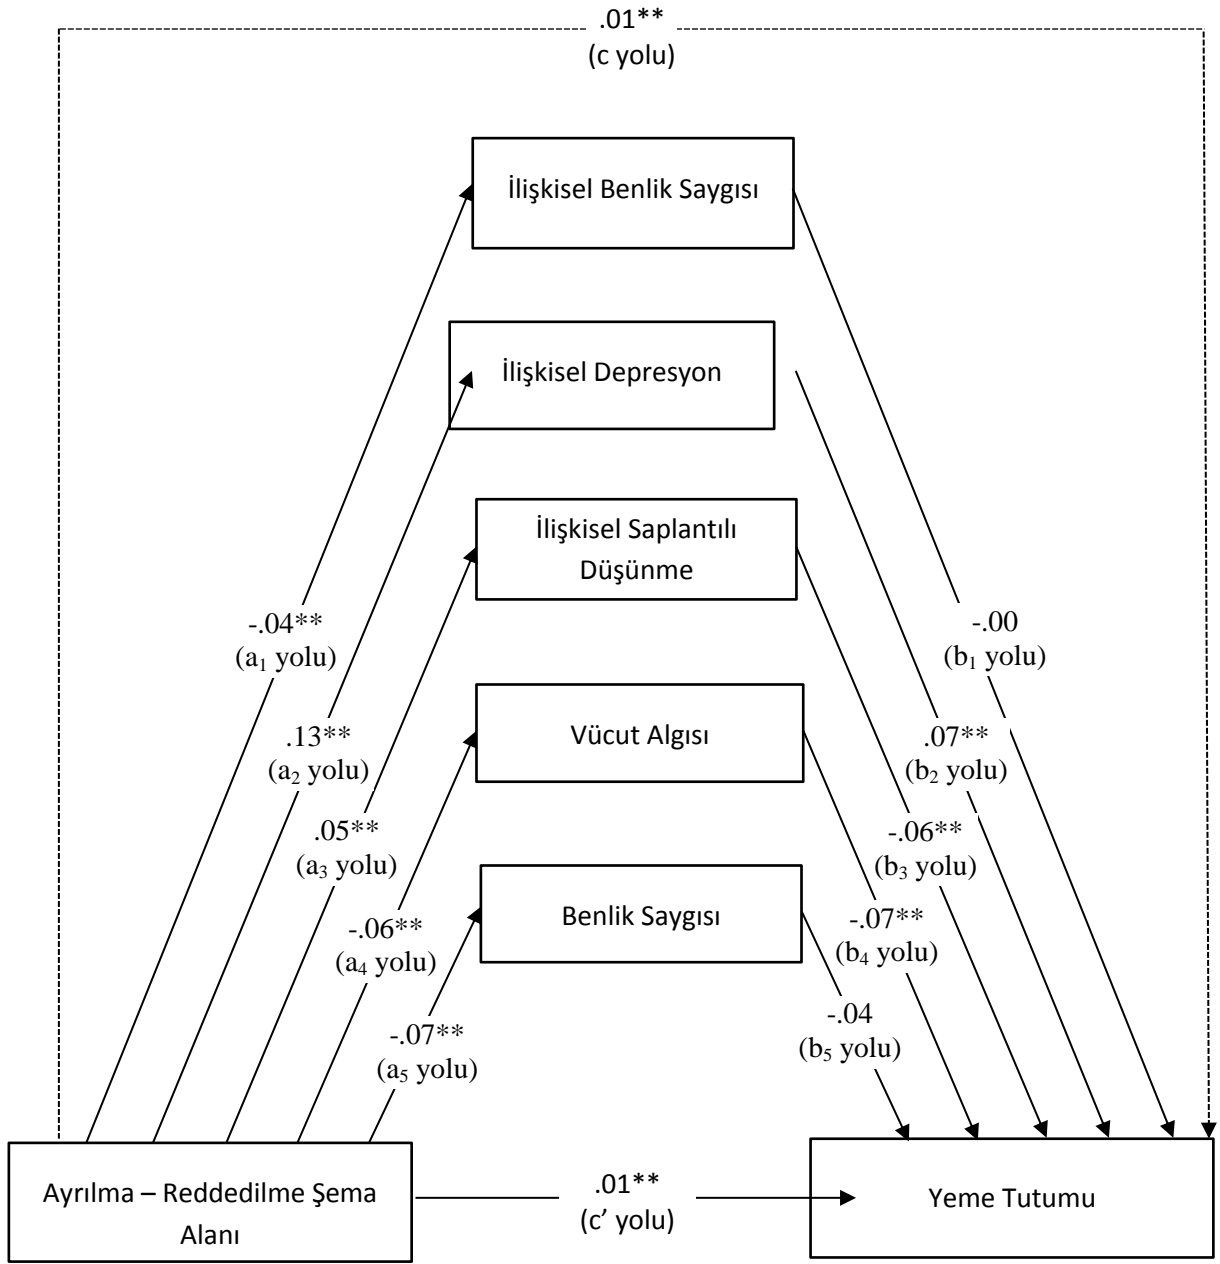 .01**
(c yolu)
İlişkisel Benlik Saygısı
İlişkisel Depresyon
İlişkisel Saplantılı
Düşünme
-.04**
(a₁ yolu)
-.00
(b₁ yolu)
.13**
(a₂ yolu)
Vücut Algısı
.07**
(b₂ yolu)
.05**
(a₃ yolu)
-.06**
(b₃ yolu)
-.06**
(a₄ yolu)
Benlik Saygısı
-.07**
(b₄ yolu)
-.07**
(a₅ yolu)
-.04
(b₅ yolu)
Ayrılma – Reddedilme Şema
Alanı
.01**
(c’ yolu)
Yeme Tutumu